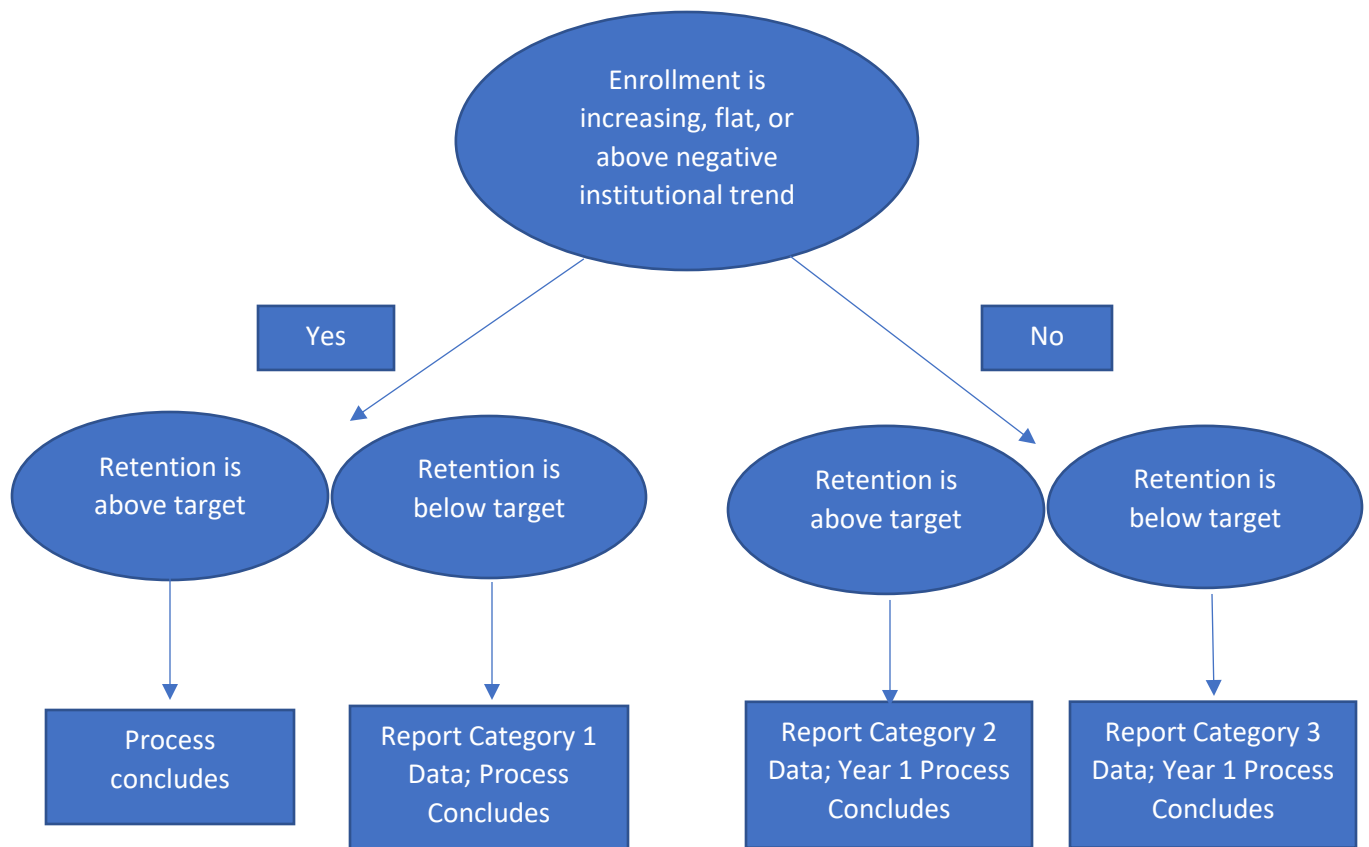 Enrollment is
increasing, flat, or
above negative
institutional trend
Yes
No
Retention is
above target
Retention is
below target
Retention is
above target
Retention is
below target
Process
concludes
Report Category 1
Data; Process
Concludes
Report Category 2
Data; Year 1 Process
Concludes
Report Category 3
Data; Year 1 Process
Concludes